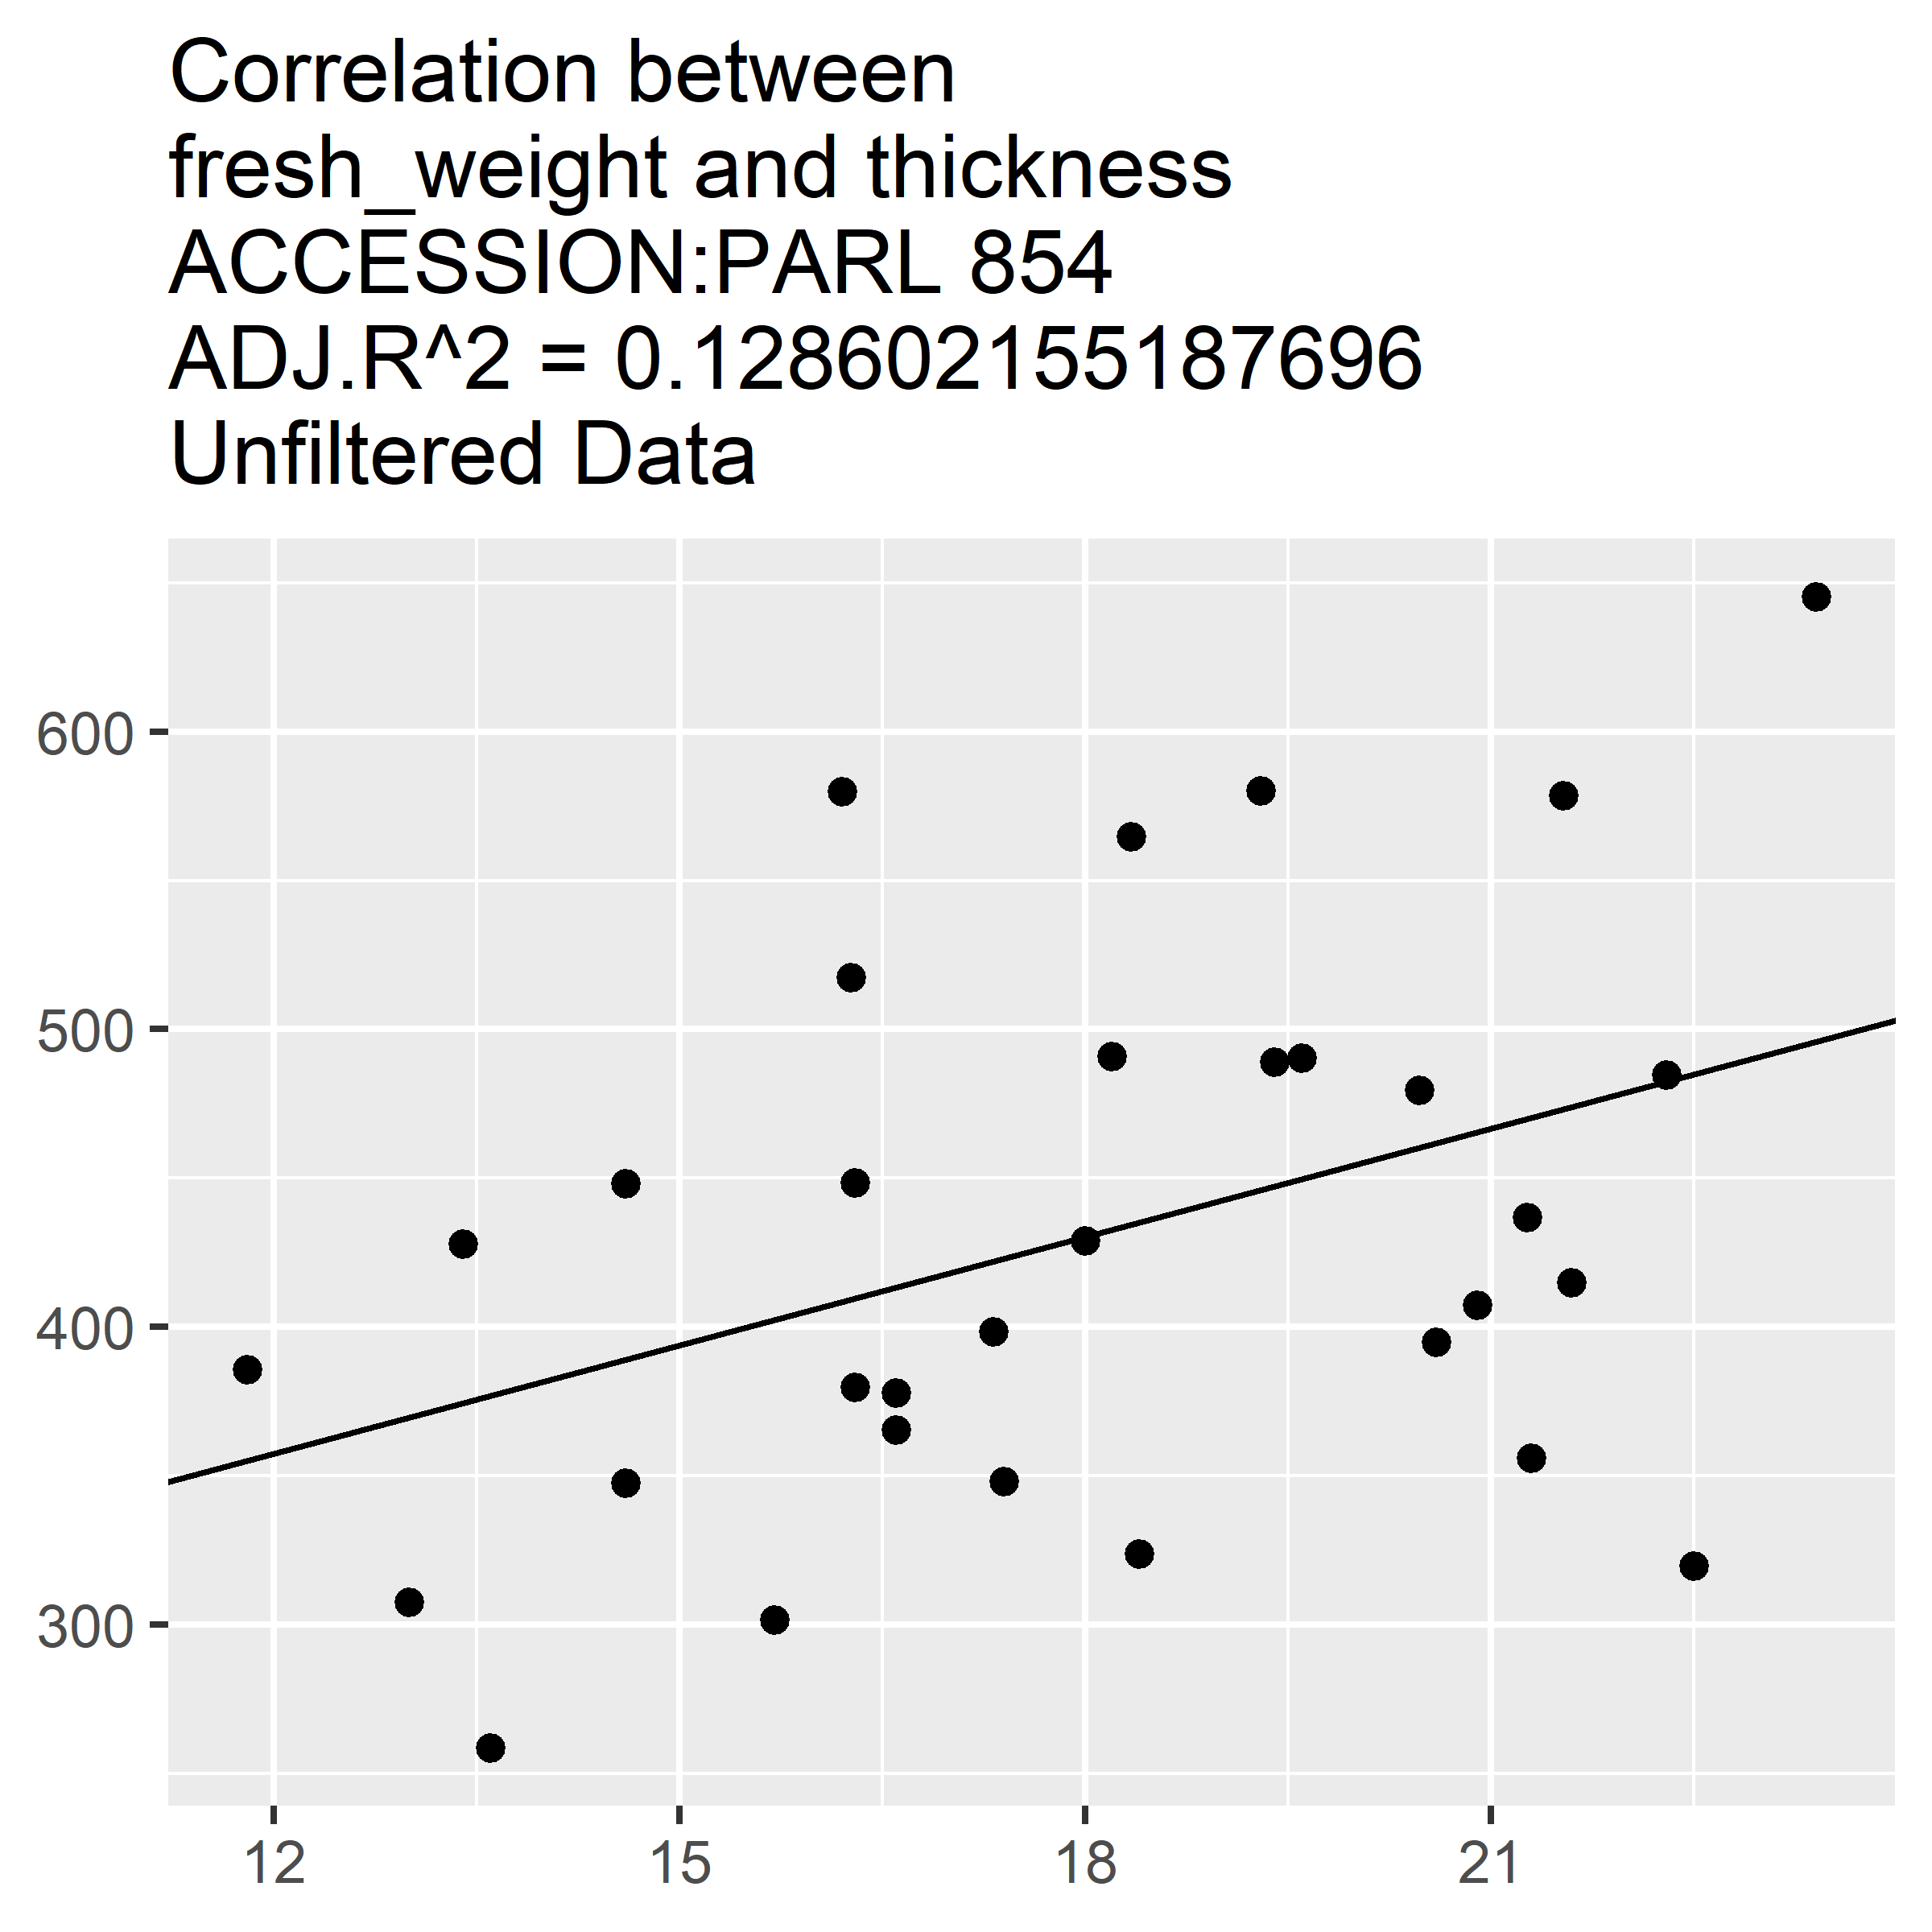 Correlation between
fresh_weight and thickness
ACCESSION:PARL 854
ADJ.R^2 = 0.128602155187696
Unfiltered Data
600
500
400
300
12 15 18 21